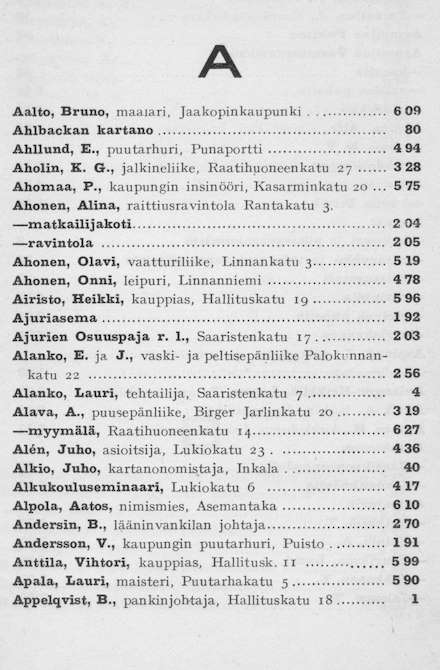 A
Aalto, Bruno, maalari, Jaakopinkaupunki . . .............. 6 09
Ahlbackan kartano .................................................. 80
Ahllund, E., puutarhuri, Punaportti ........................ 4 94
Aholin, K. G., jalkineliike, Raatihuoneenkatu 27 ...... 3 28
Ahomaa, P., kaupungin insinööri, Kasarminkatu 20 ... 5 75
Ahonen, Alina, raittiusravintola Rantakatu 3.
—matkailijakoti........................................................ 2 04
—ravintola .............................................................. 2 05
Ahonen, Olavi, vaatturiliike, Linnankatu 3............... 5 19
Ahonen, Onni, leipuri, Linnanniemi ........................ 4 78
Airisto, Heikki, kauppias, Hallituskatu 19 ............... 5 96
Ajuriasema .............................................................. 1 92
Ajurien Osuuspaja r. l., Saaristenkatu 17 ................. 2 03
Alanko, E. ja J., vaski- ja peltisepänliike Palokunnan-
katu 22 .............................................................. 2 56
Alanko, Lauri, tehtailija, Saaristenkatu 7 .................. 4
Alava, A., puusepänliike, Birger Jarlinkatu 20 ........... 3 19
—myymälä, Raatihuoneenkatu 14............................ 6 27
Alén, Juho, asioitsija, Lukiokatu 23 . ...................... 4 36
Alkio, Juho, kartanonomistaja, Inkala . .................. 40
Alkukouluseminaari, Lukiokatu 6 .......................... 4 17
Alpola, Aatos, nimismies, Asemantaka .................... 6 10
Andersin, B., lääninvankilan johtaja........................ 2 70
Andersson, V., kaupungin puutarhuri, Puisto . .......... 1 91
Anttila, Vihtori, kauppias, Hallitusk. 11 .................. 5 99
Apala, Lauri, maisteri, Puutarhakatu 5 .................... 5 90
Appelqvist, B., pankinjohtaja, Hallituskatu 18 .......... 1